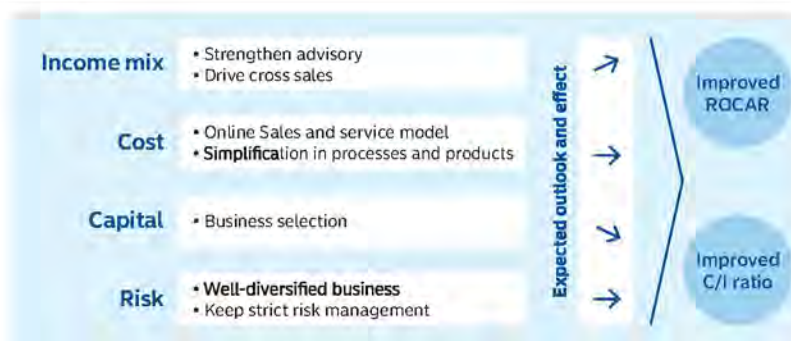 Income mix
• Strengthen advisory
• Drive cross sales
Cost
• Online Sales and service model
• Simplification in processes and products
Capital
• Business selection
Risk
• Well-diversified business
• Keep strict risk management
Expected outlook and effect
Improved
ROCAR
Improved
C/I ratio